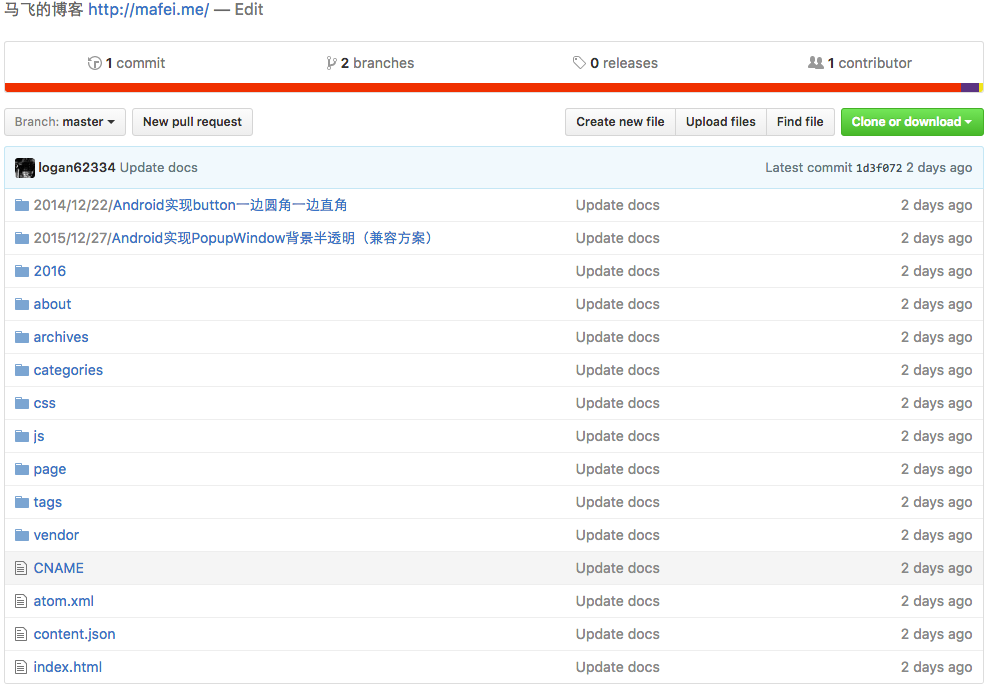 马飞的博客 http://mafei.me/ — Edit
1 commit 2 branches 0 releases 1 contributor
Branch: master New pull request Create new file Upload files Find file Clone or download
logan62334 Update docs Latest commit 1d3f072 2 days ago
2014/12/22/Android实现button一边圆角一边直角 Update docs 2 days ago
2015/12/27/Android实现PopupWindow背景半透明（兼容方案） Update docs 2 days ago
2016 Update docs 2 days ago
about Update docs 2 days ago
archives Update docs 2 days ago
categories Update docs 2 days ago
css Update docs 2 days ago
js Update docs 2 days ago
page Update docs 2 days ago
tags Update docs 2 days ago
vendor Update docs 2 days ago
CNAME Update docs 2 days ago
atom.xml Update docs 2 days ago
content.json Update docs 2 days ago
index.html Update docs 2 days ago